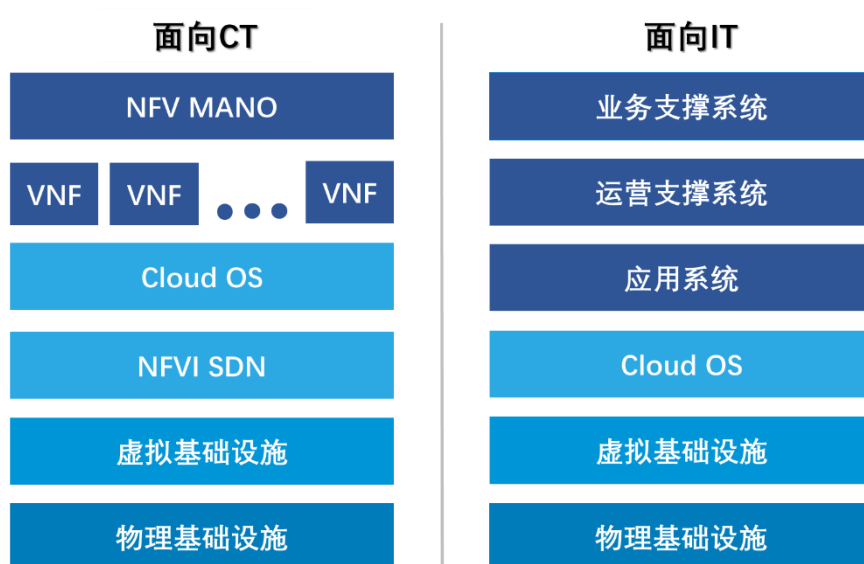 面向CT
NFV MANO
VNF VNF ... VNF
Cloud OS
NFVI SDN
虚拟基础设施
物理基础设施
面向IT
业务支撑系统
运营支撑系统
应用系统
Cloud OS
虚拟基础设施
物理基础设施